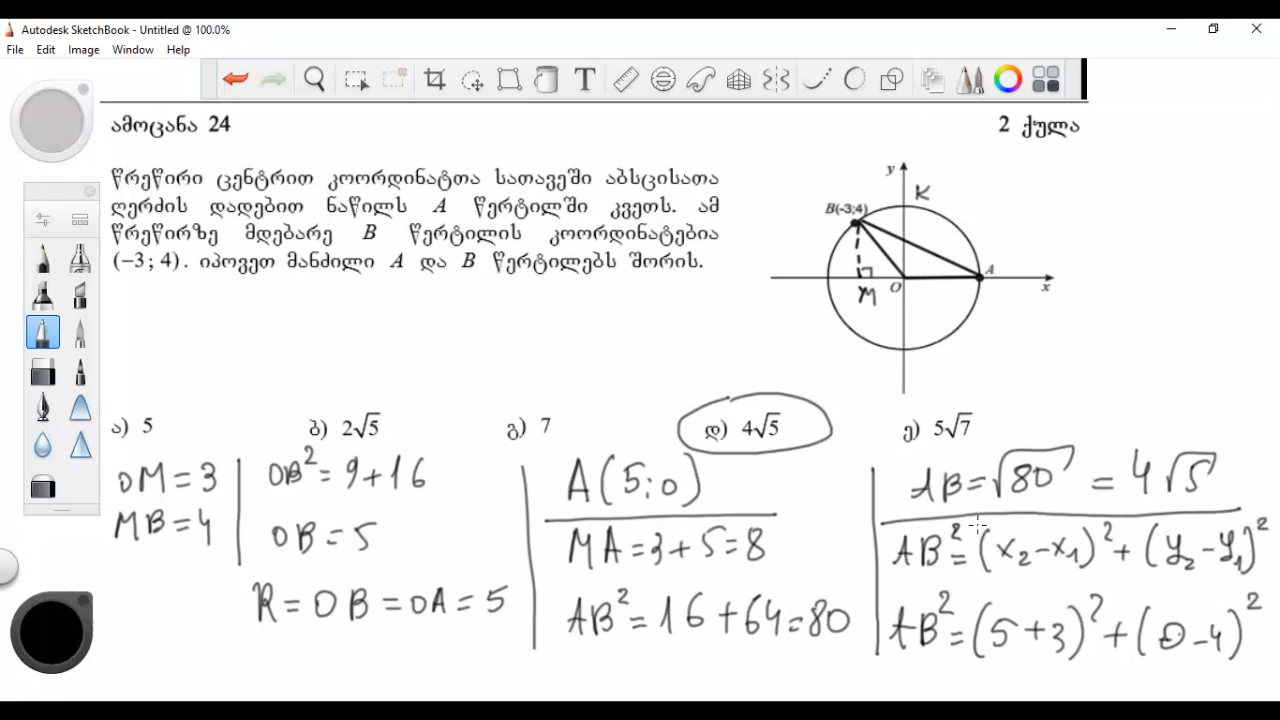 Autodesk SketchBook - Untitled @ 100.0%
File Edit Image Window Help
ამოცანა 24
2 ქულა
წრეწირი ცენტრით კოორდინატთა სათავეში აბსცისათა
ღერძის დადებით ნაწილს A წერტილში კვეთს. ამ
წრეწირზე მდებარე B წერტილის კოორდინატებია
(−3; 4). იპოვეთ მანძილი A და B წერტილებს შორის.
y
K
B(-3;4)
A
O
x
M
ა) 5
ბ) 2√5
გ) 7
დ) 4√5
ე) 5√7
OM = 3
MB = 4
OB² = 9 + 16
OB = 5
R = OB = OA = 5
A(5;0)
MA = 3 + 5 = 8
AB² = 16 + 64 = 80
AB = √80 = 4√5
AB² = (x₂ - x₁)² + (y₂ - y₁)²
AB² = (5 + 3)² + (0 - 4)²